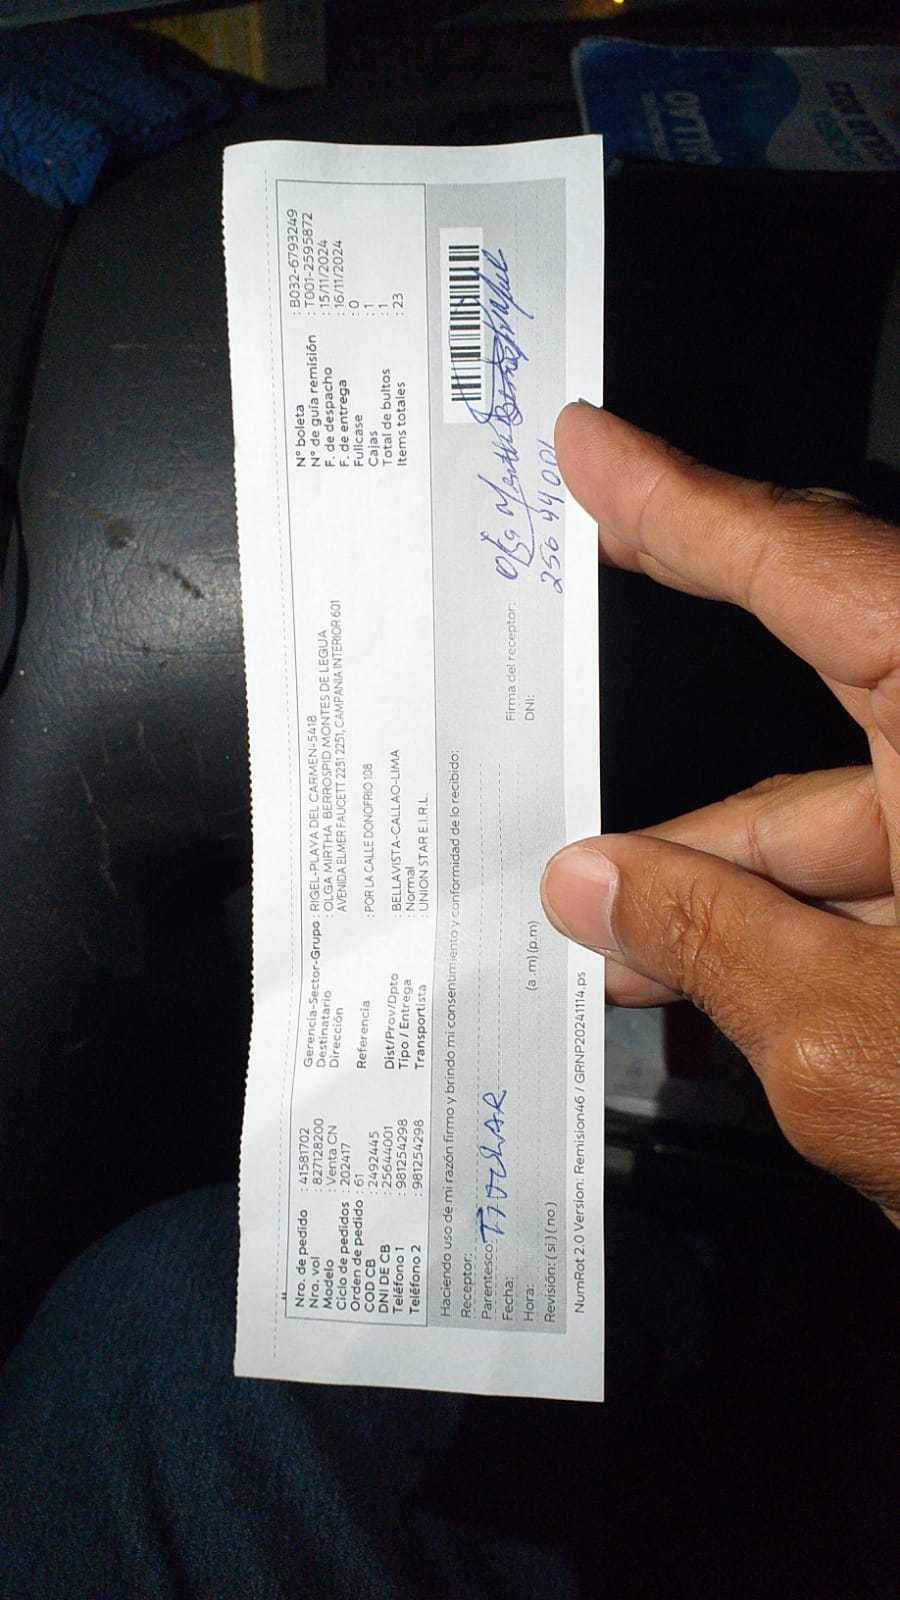 Nro. de pedido : 41581702
Nro. vol : 827128200
Modelo : Venta CN
Ciclo de pedidos : 202417
Orden de pedido : 61
COD CB : 2492445
DNI DE CB : 25644001
Teléfono 1 : 981254298
Teléfono 2 : 981254298
Gerencia-Sector-Grupo : RIGEL-PLAYA DEL CARMEN-5418
Destinatario : OLGA MIRTHA BERROSPID MONTES DE LEGUA
Dirección AVENIDA ELMER FAUCETT 2251 2251, CAMPANIA INTERIOR 601
Referencia : POR LA CALLE DONOFRIO 108
Dist/Prov/Dpto : BELLAVISTA-CALLAO-LIMA
Tipo / Entrega : Normal
Transportista : UNION STAR E.I.R.L.
N° boleta : B032-6793249
N° de guía remisión : T001-2595872
F. de despacho : 15/11/2024
F. de entrega : 16/11/2024
Fullcase : 0
Cajas : 1
Total de bultos : 1
Items totales : 23
Haciendo uso de mi razón firmo y brindo mi consentimiento y conformidad de lo recibido:
Receptor:
Parentesco: TITULAR
Fecha:
Hora: (a .m) (p.m)
Revisión: ( si ) ( no )
Firma del receptor: Olga
DNI: 25644001
NumRot 2.0 Version: Remision46 / GRNP20241114.ps